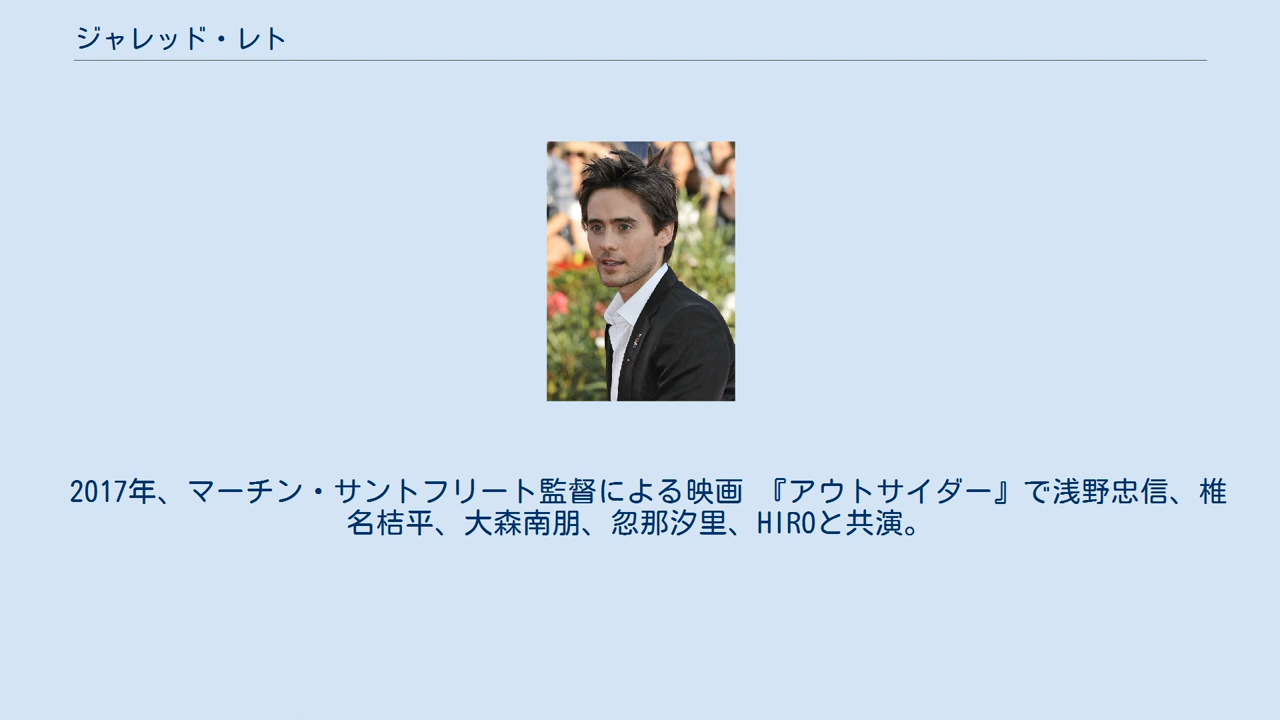 ジャレッド・レト
2017年、マーチン・サントフリート監督による映画 『アウトサイダー』で浅野忠信、椎
名桔平、大森南朋、忽那汐里、HIROと共演。